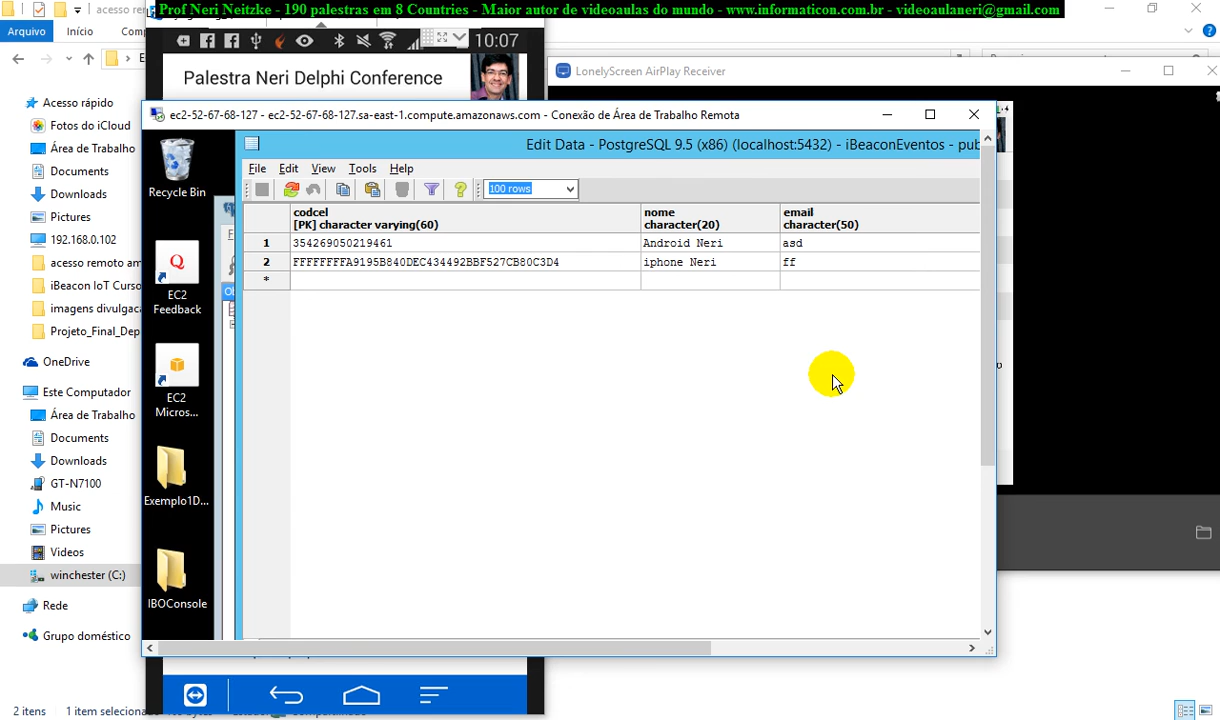 Prof Neri Neitzke - 190 palestras em 8 Countries - Maior autor de videoaulas do mundo - www.informaticon.com.br - videoaulaneri@gmail.com
acesso
Arquivo
Início
10:07
Palestra Neri Delphi Conference
LonelyScreen AirPlay Receiver
ec2-52-67-68-127 - ec2-52-67-68-127.sa-east-1.compute.amazonaws.com - Conexão de Área de Trabalho Remota
Edit Data - PostgreSQL 9.5 (x86) (localhost:5432) - iBeaconEventos - pub
File Edit View Tools Help
100 rows
codcel
[PK] character varying(60)
nome
character(20)
email
character(50)
1 354269050219461 Android Neri asd
2 FFFFFFFFA9195B840DEC434492BBF527CB80C3D4 iphone Neri ff
*
Recycle Bin
EC2
Feedback
EC2
Micros...
Exemplo1D...
IBOConsole
Acesso rápido
Fotos do iCloud
Área de Trabalho
Documents
Downloads
Pictures
192.168.0.102
acesso remoto am
iBeacon IoT Curso
imagens divulgac
Projeto_Final_Dep
OneDrive
Este Computador
Área de Trabalho
Documents
Downloads
GT-N7100
Music
Pictures
Videos
winchester (C:)
Rede
Grupo doméstico
2 itens 1 item seleciona